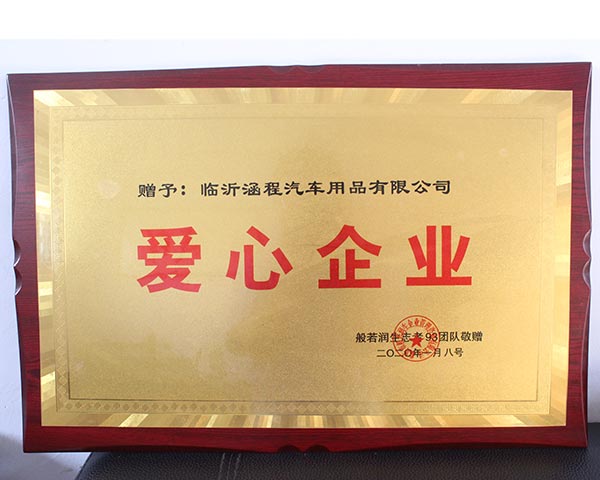 赠予：临沂涵程汽车用品有限公司
爱心企业
般若润生志者93团队敬赠
二〇二〇年一月八号